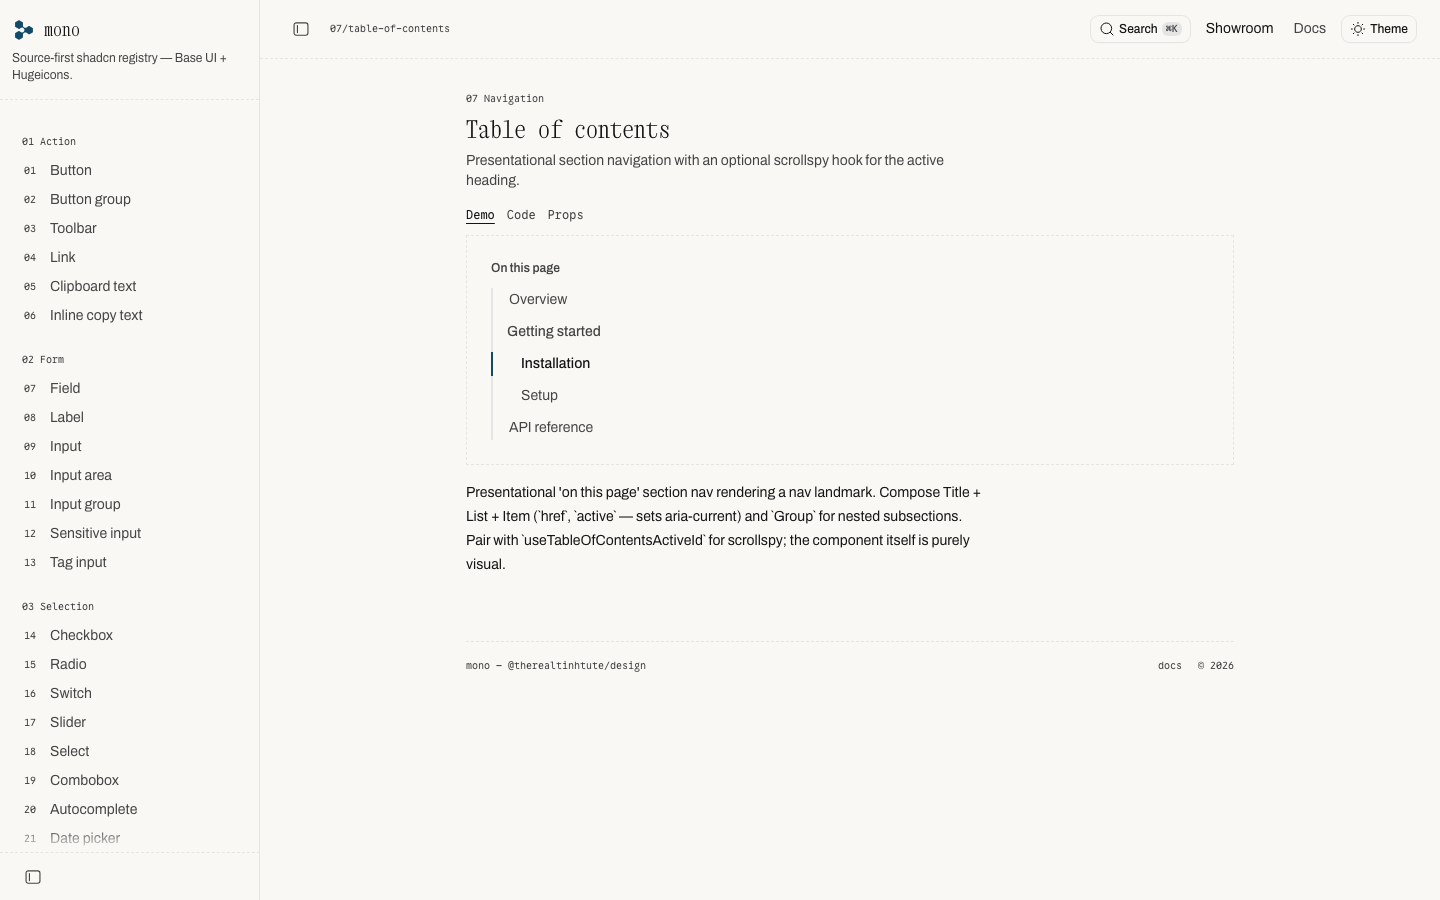 mono
Source-first shadcn registry — Base UI +
Hugeicons.
01 Action
01 Button
02 Button group
03 Toolbar
04 Link
05 Clipboard text
06 Inline copy text
02 Form
07 Field
08 Label
09 Input
10 Input area
11 Input group
12 Sensitive input
13 Tag input
03 Selection
14 Checkbox
15 Radio
16 Switch
17 Slider
18 Select
19 Combobox
20 Autocomplete
21 Date picker
07/table-of-contents
Search ⌘K
Showroom
Docs
Theme
07 Navigation
Table of contents
Presentational section navigation with an optional scrollspy hook for the active
heading.
Demo Code Props
On this page
Overview
Getting started
Installation
Setup
API reference
Presentational 'on this page' section nav rendering a nav landmark. Compose Title +
List + Item (`href`, `active` — sets aria-current) and `Group` for nested subsections.
Pair with `useTableOfContentsActiveId` for scrollspy; the component itself is purely
visual.
mono — @therealtinhtute/design
docs © 2026